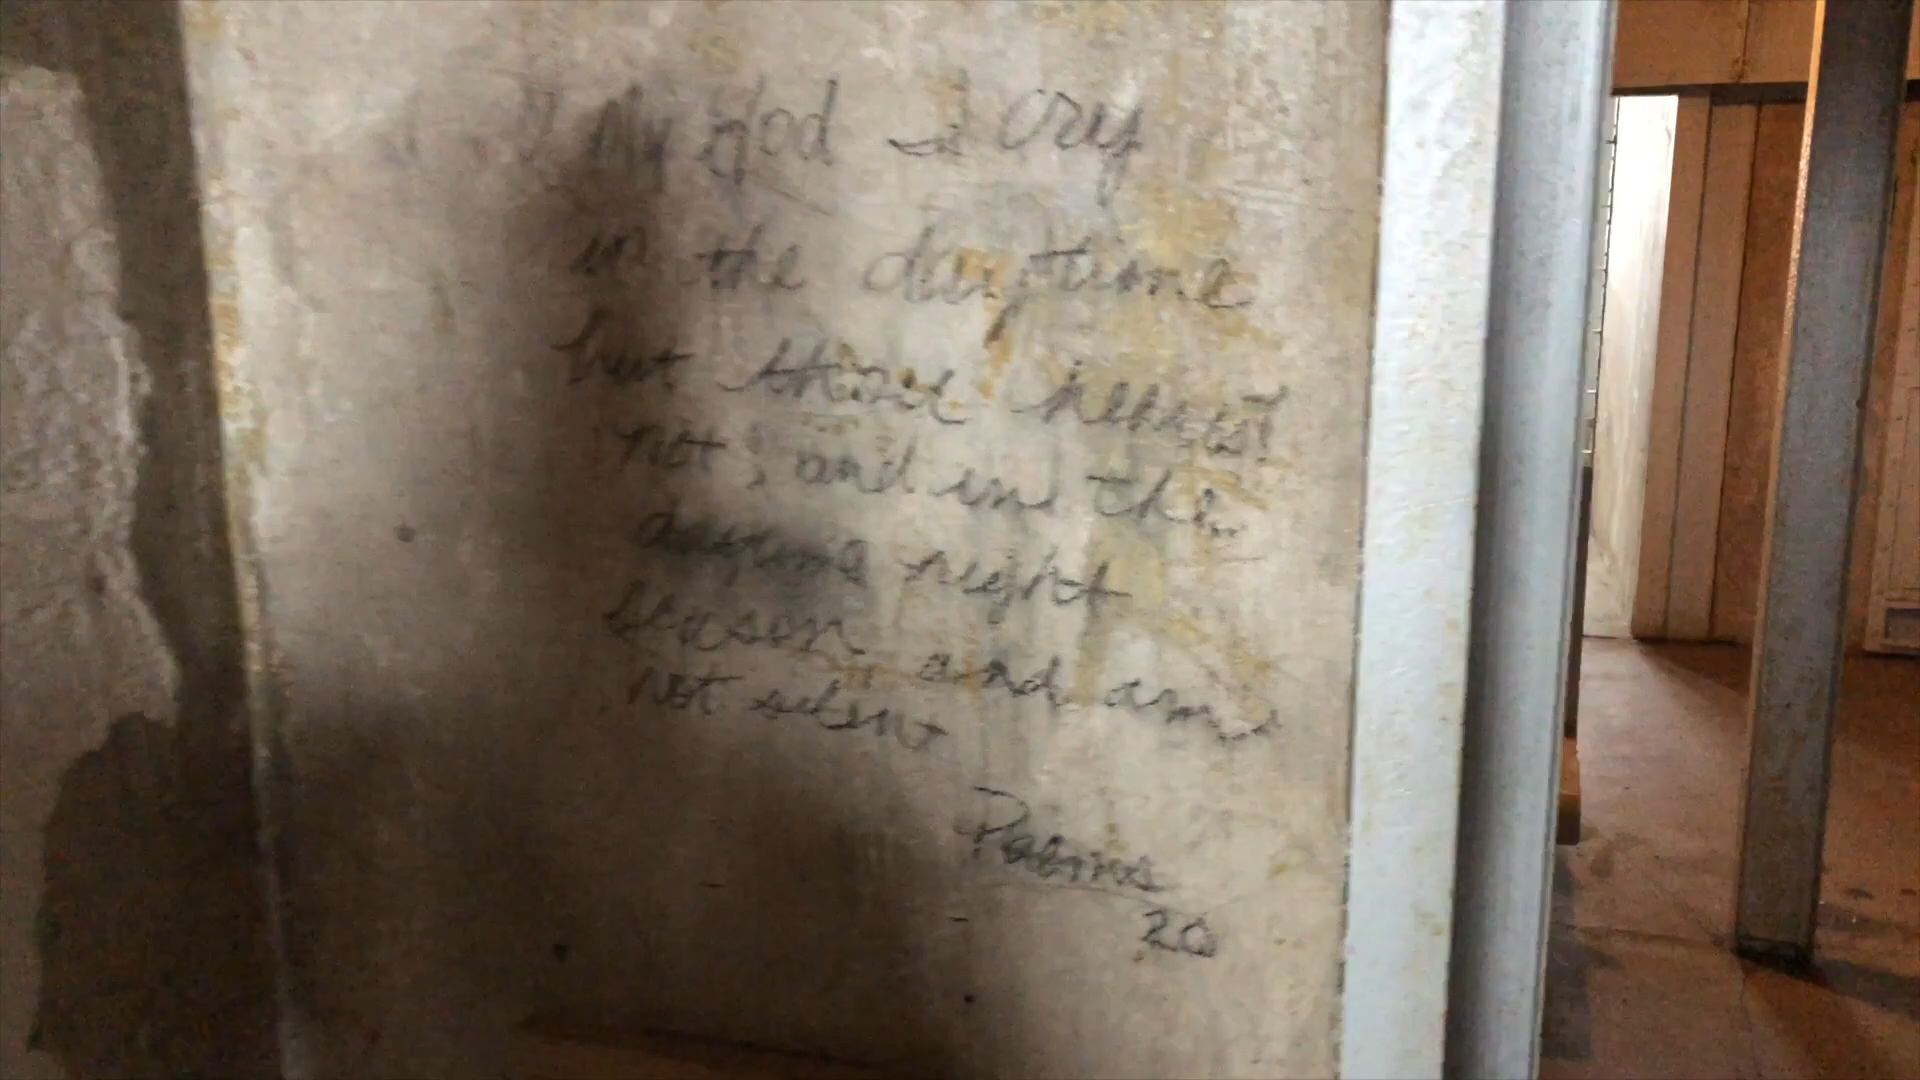 My God I cry
in the daytime
but thou hearest
not; and in the
night
season, and am
not silent
Psalms
20